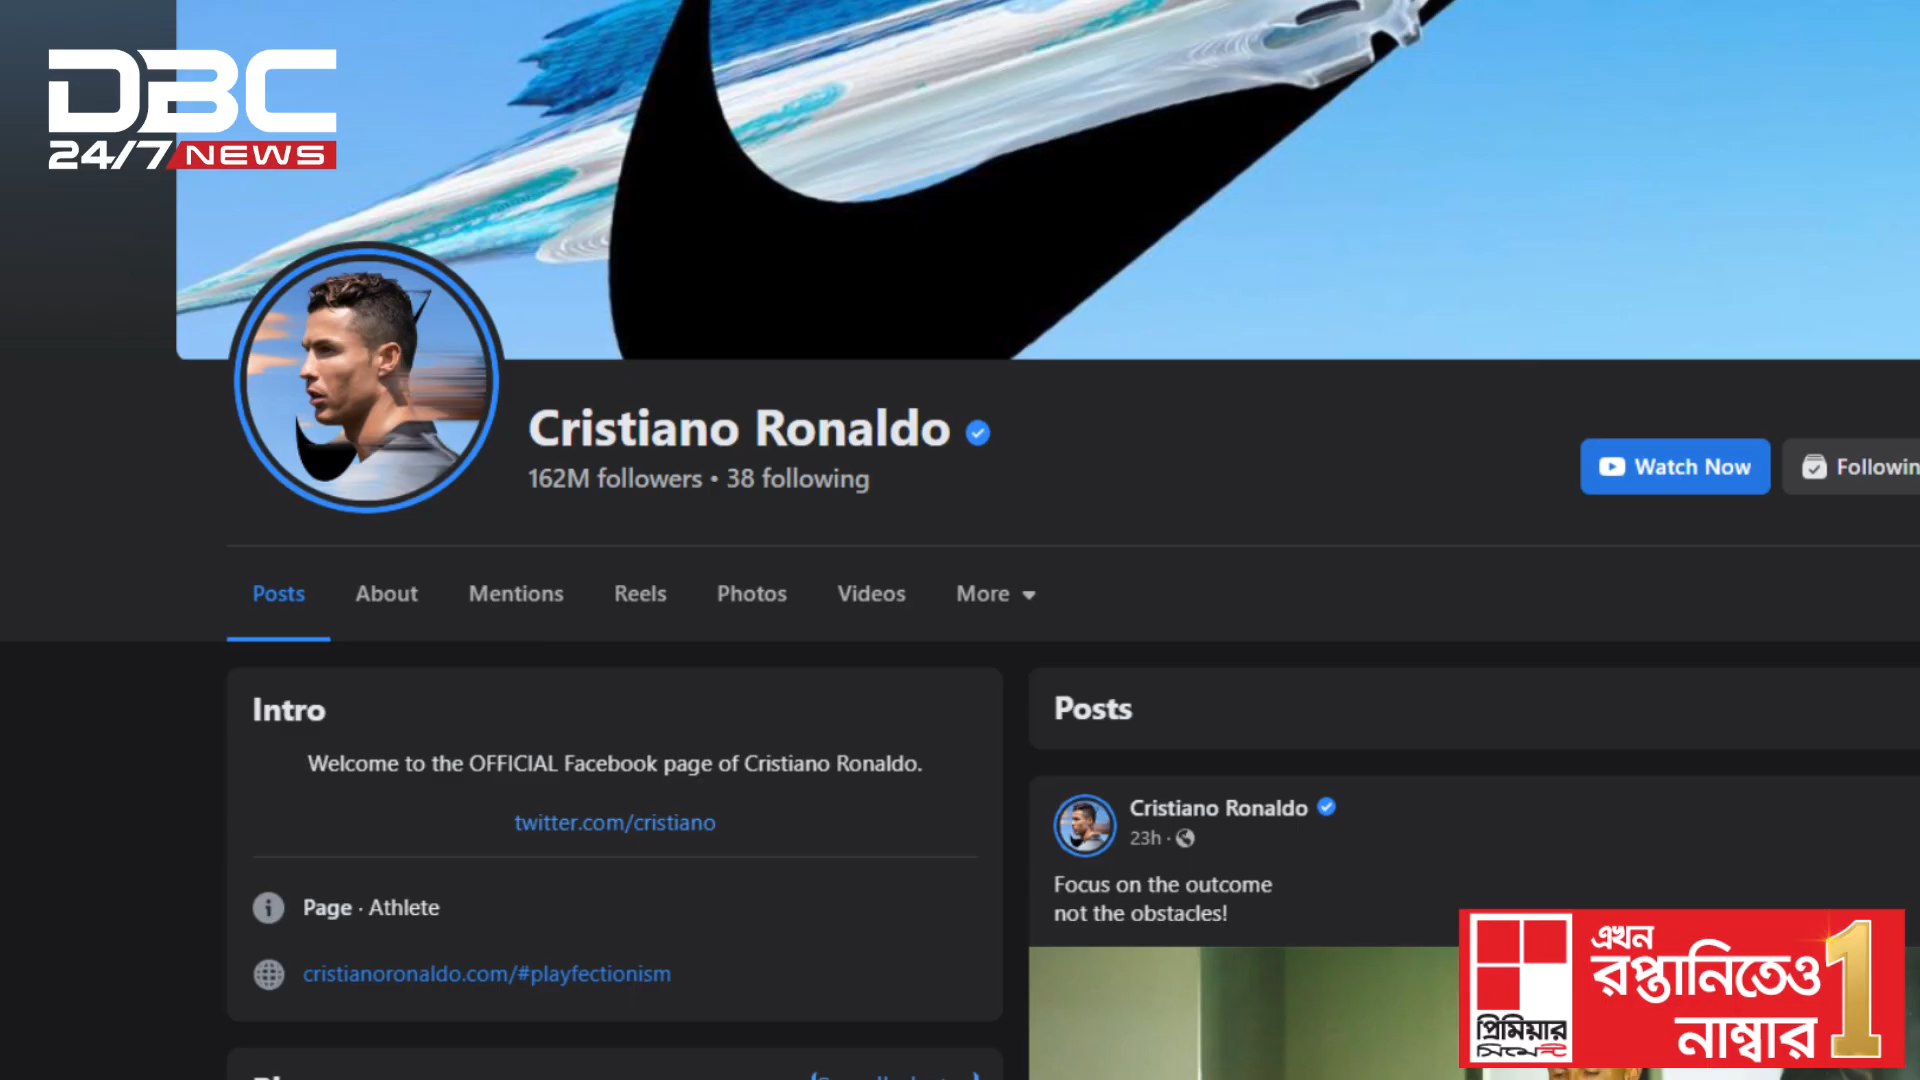 DBC
24/7 NEWS
Cristiano Ronaldo
162M followers • 38 following
Watch Now
Followin
Posts
About
Mentions
Reels
Photos
Videos
More
Intro
Welcome to the OFFICIAL Facebook page of Cristiano Ronaldo.
twitter.com/cristiano
Page · Athlete
cristianoronaldo.com/#playfectionism
Posts
Cristiano Ronaldo
23h ·
Focus on the outcome
not the obstacles!
প্রিমিয়ার
সিমেন্ট
এখন
রপ্তানিতেও
নাম্বার 1